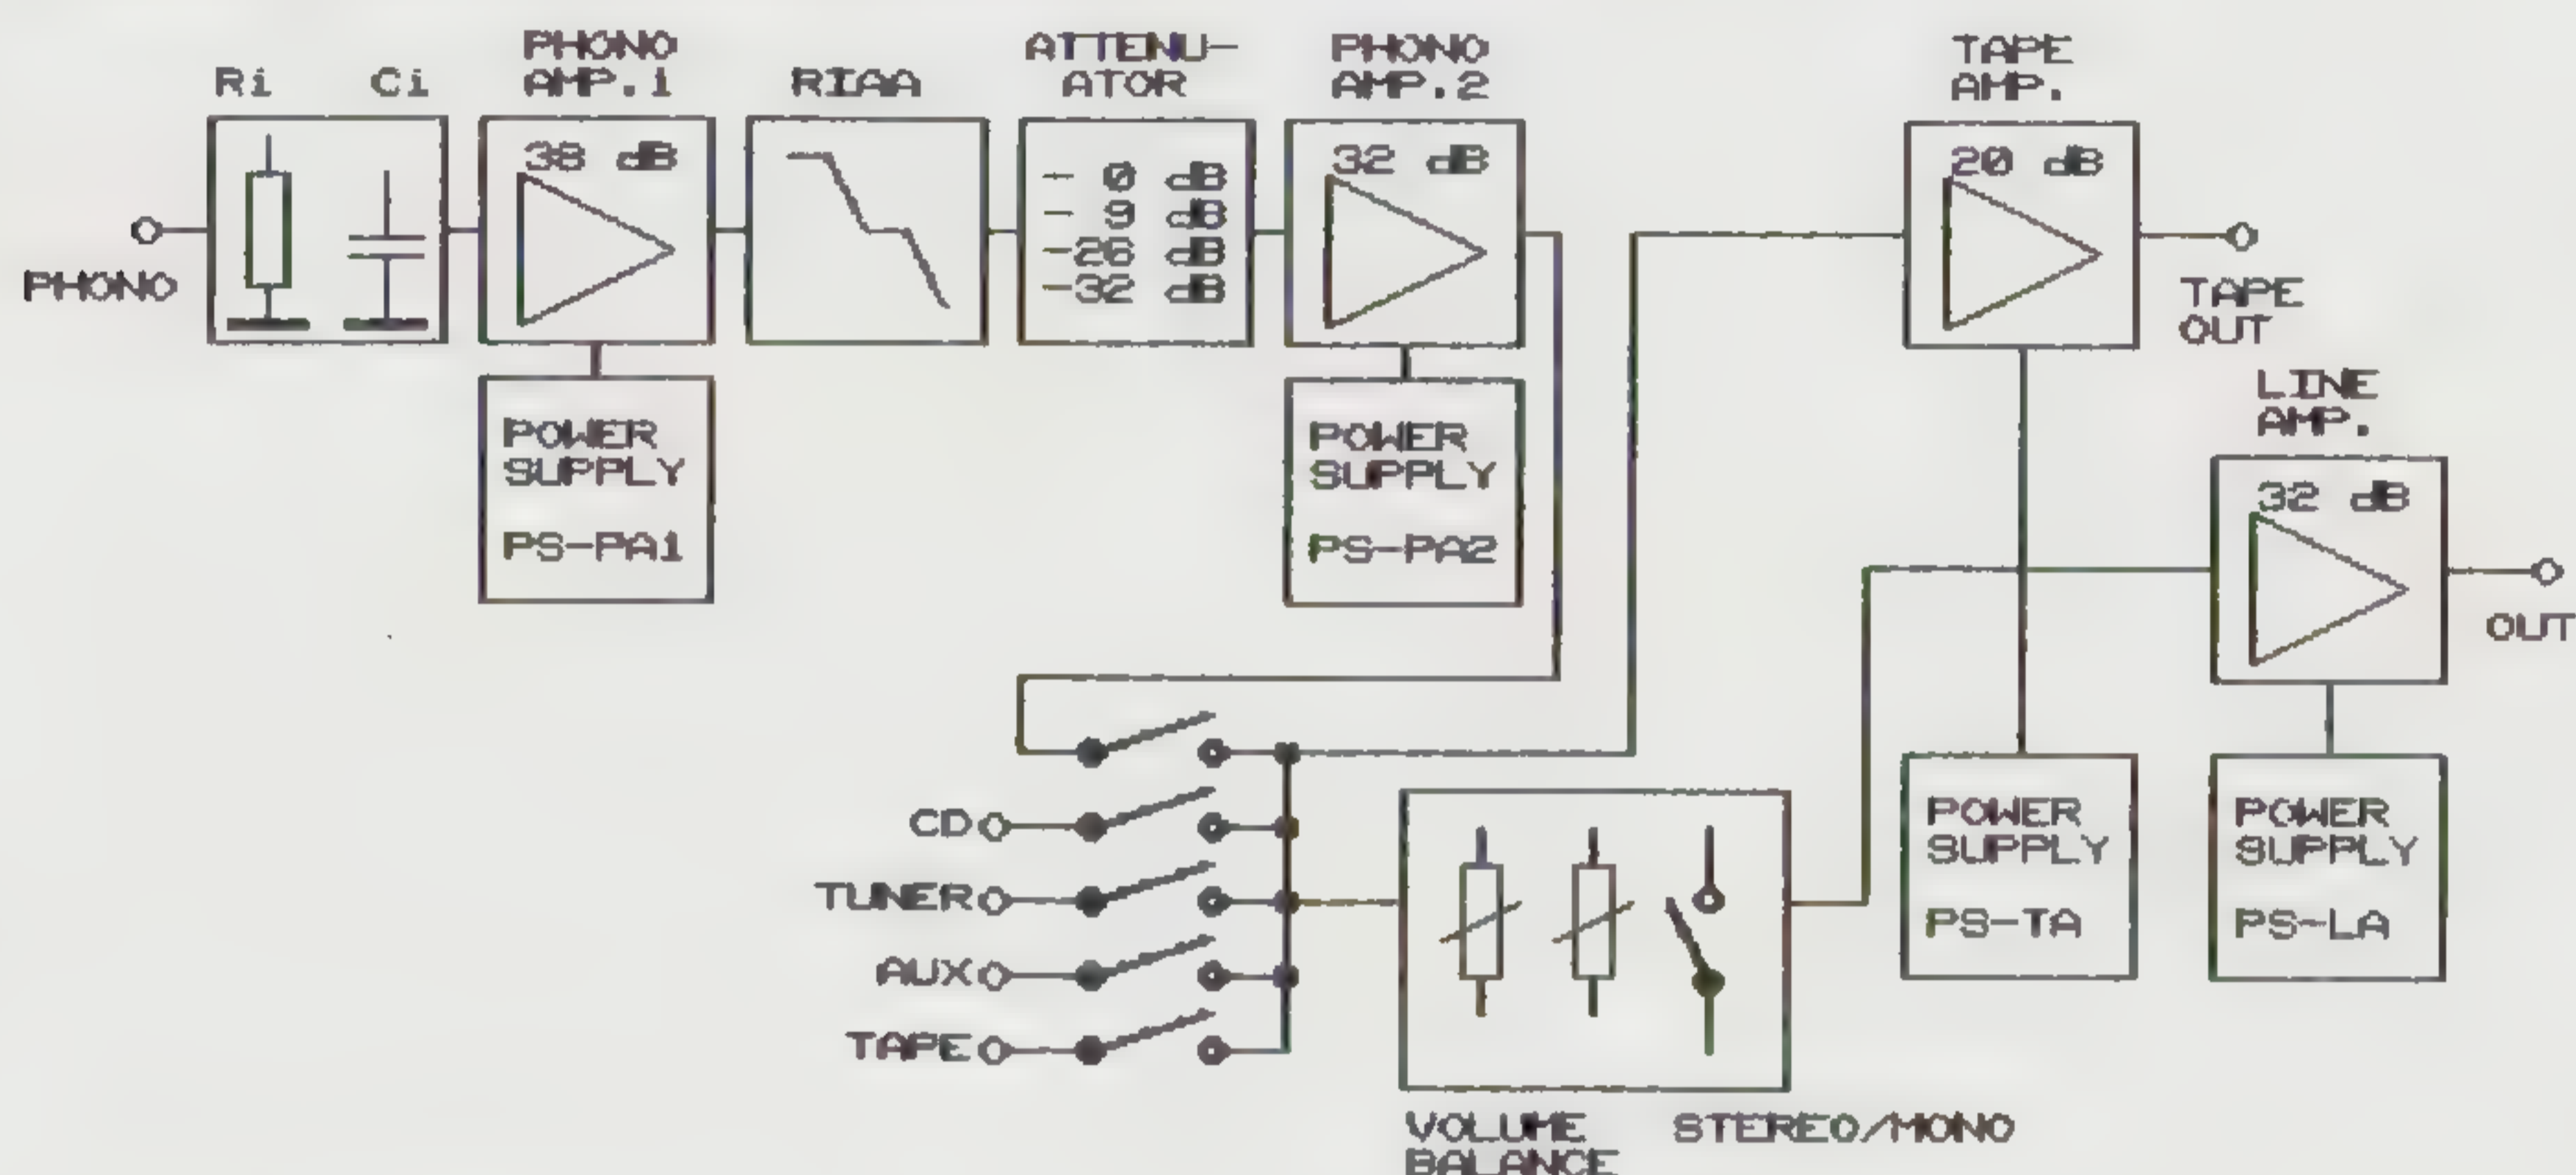 Ri
Ci
PHONO
AMP.1
RIAA
ATTENU-
ATOR
PHONO
AMP.2
TAPE
AMP.
38 dB
0 dB
9 dB
26 dB
32 dB
32 dB
20 dB
PHONO
TAPE
OUT
LINE
AMP.
32 dB
OUT
POWER
SUPPLY
PS-PA1
POWER
SUPPLY
PS-PA2
CD
TUNER
AUX
TAPE
POWER
SUPPLY
PS-TA
POWER
SUPPLY
PS-LA
VOLUME
BALANCE
STEREO/MONO